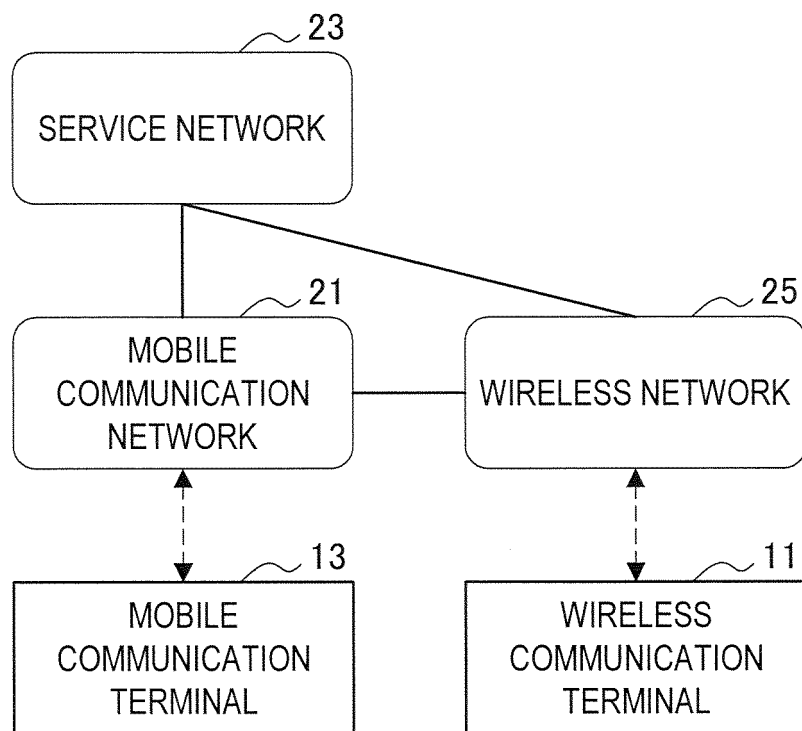 23
SERVICE NETWORK
21
25
MOBILE
COMMUNICATION
NETWORK
WIRELESS NETWORK
13
11
MOBILE
COMMUNICATION
TERMINAL
WIRELESS
COMMUNICATION
TERMINAL